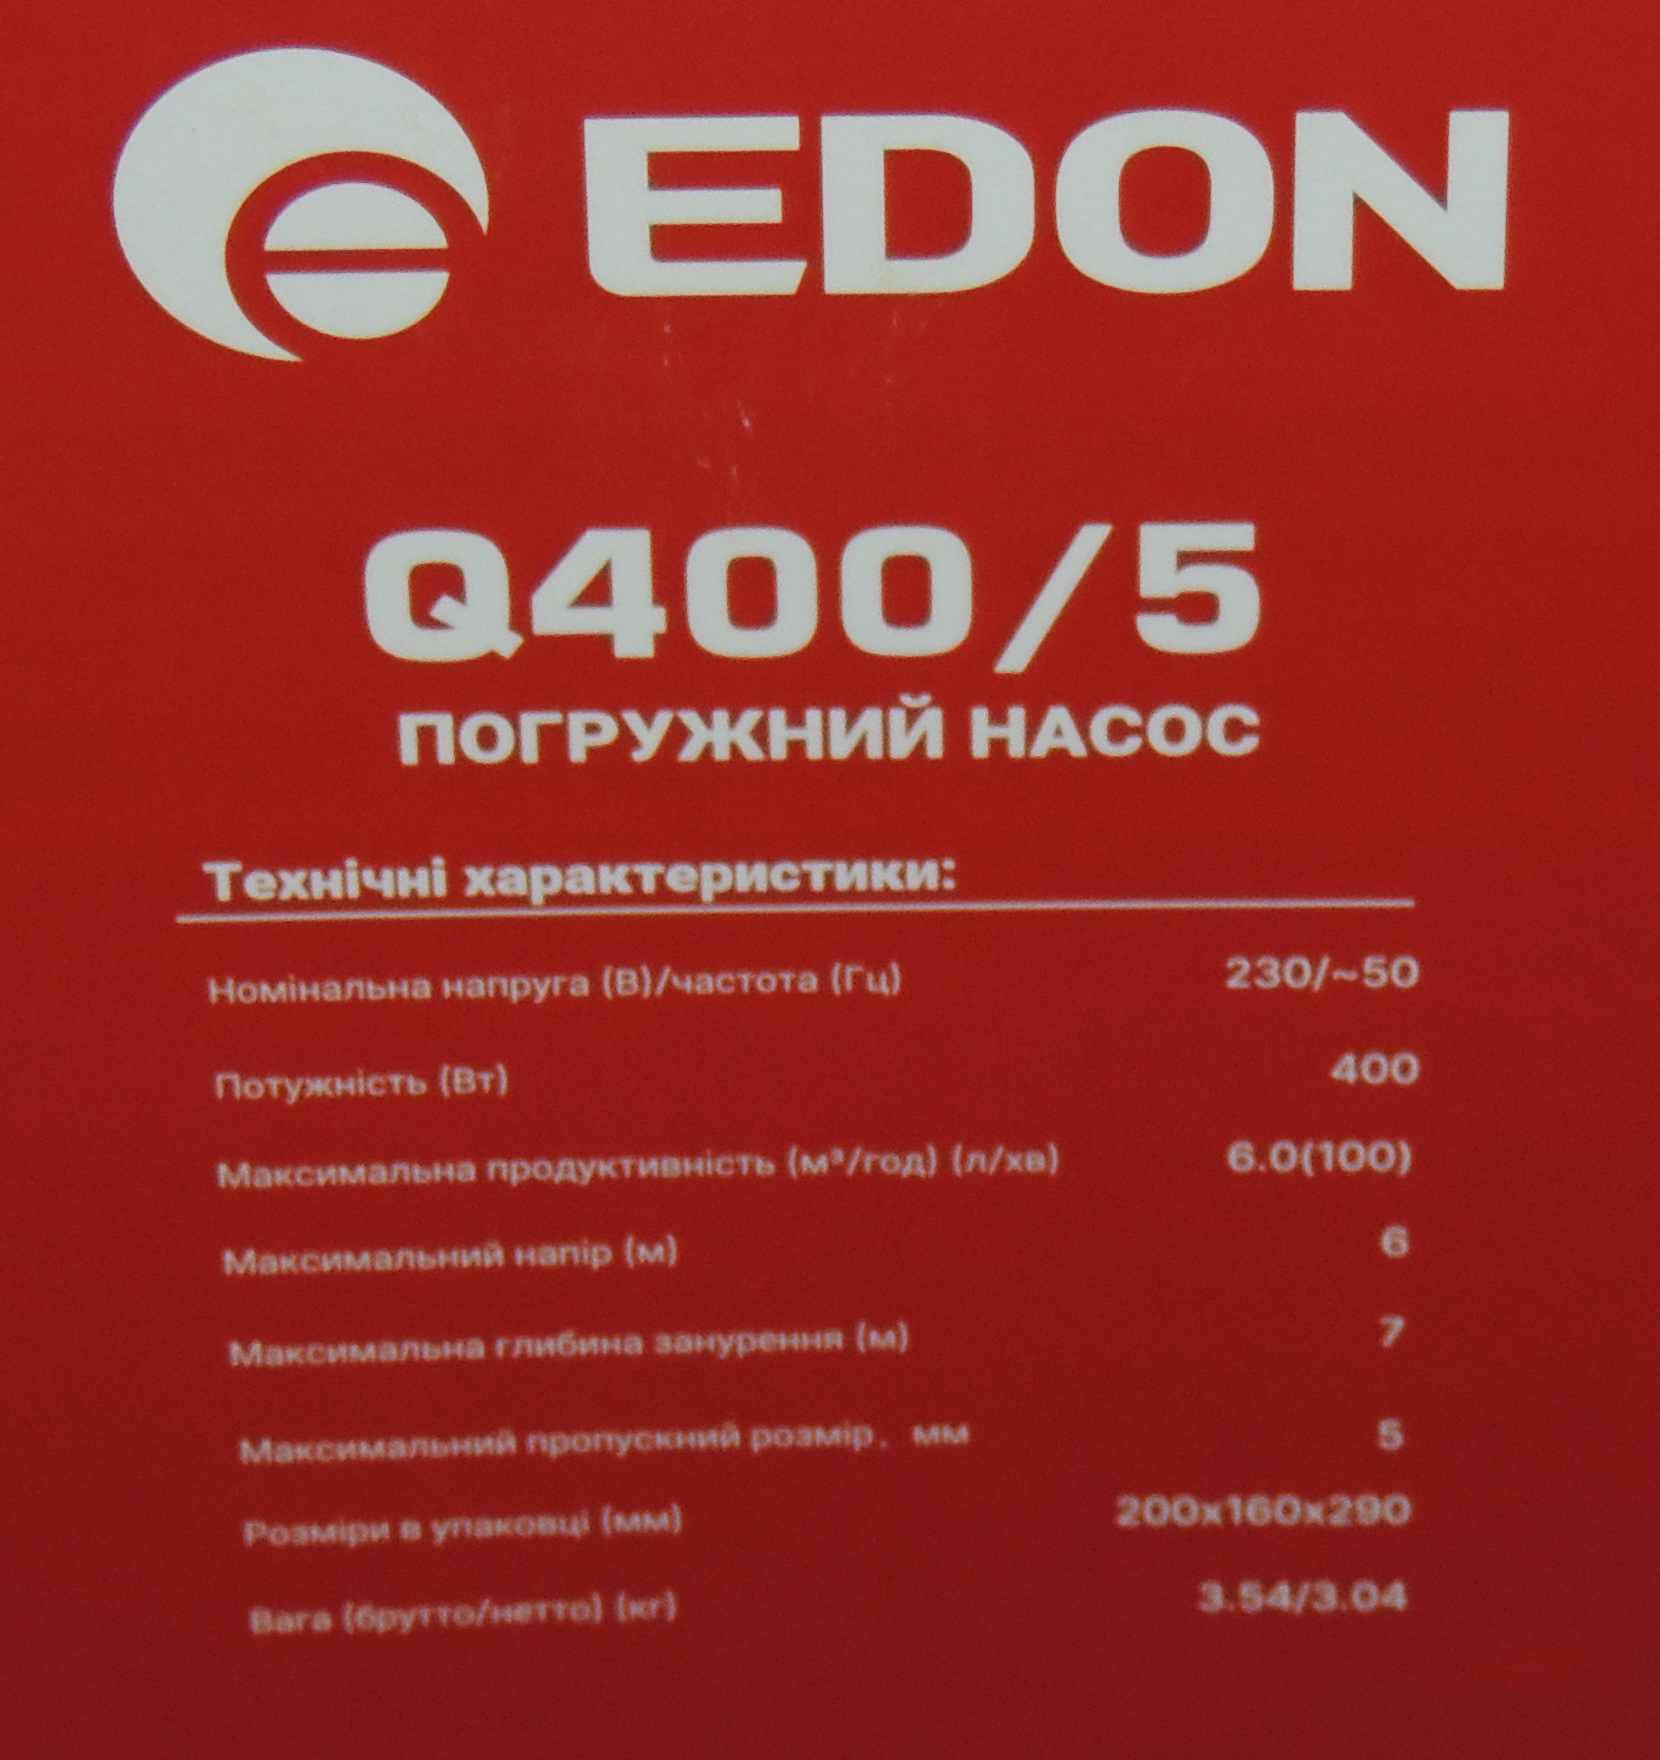 EDON
Q400/5
ПОГРУЖНИЙ НАСОС
Технічні характеристики:
Номінальна напруга (В)/частота (Гц) 230/~50
Потужність (Вт) 400
Максимальна продуктивність (м³/год) (л/хв) 6.0(100)
Максимальний напір (м) 6
Максимальна глибина занурення (м) 7
Максимальний пропускний розмір, мм 5
Розміри в упаковці (мм) 200x160x290
Вага (брутто/нетто) (кг) 3.54/3.04